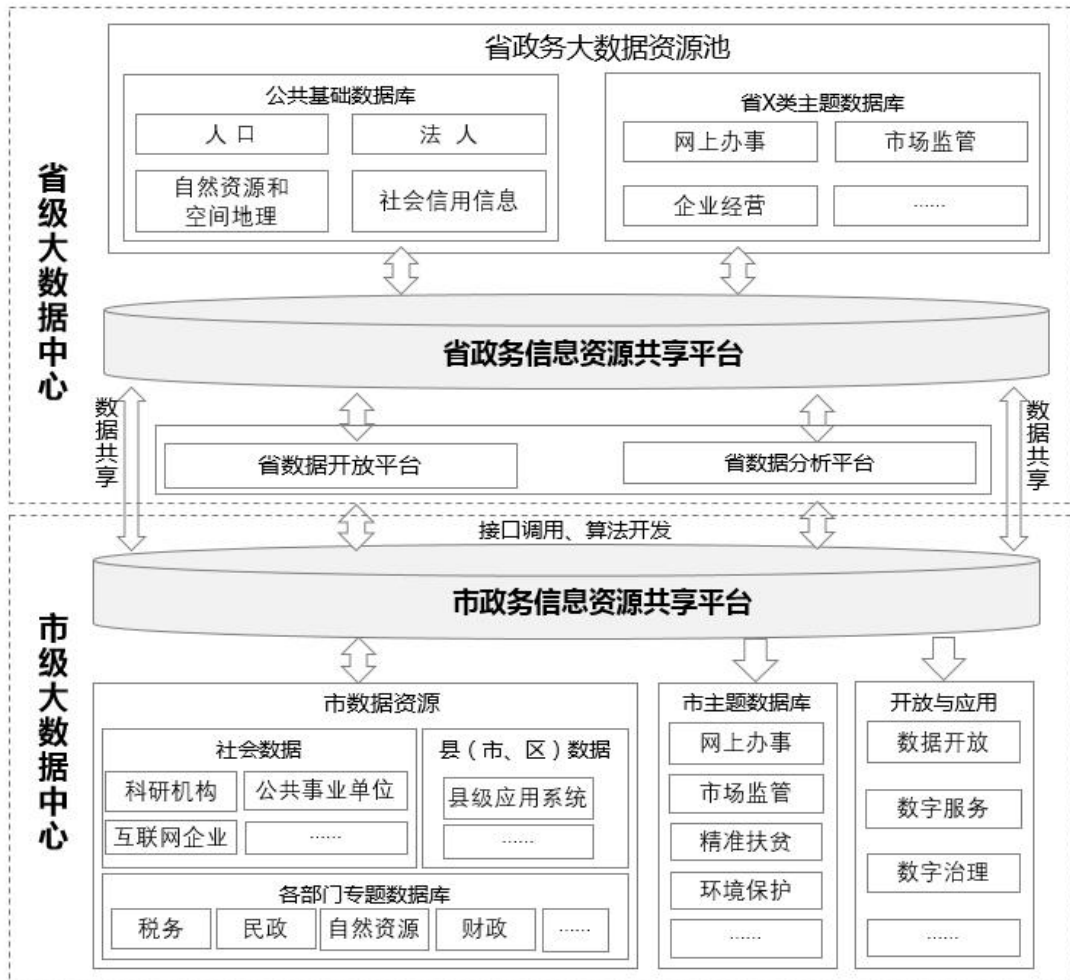 省级大数据中心
省政务大数据资源池
公共基础数据库
人 口
法 人
自然资源和
空间地理
社会信用信息
省X类主题数据库
网上办事
市场监管
企业经营
......
省政务信息资源共享平台
数据共享
省数据开放平台
省数据分析平台
数据共享
接口调用、算法开发
市级大数据中心
市政务信息资源共享平台
市数据资源
社会数据
科研机构
公共事业单位
互联网企业
......
县（市、区）数据
县级应用系统
......
各部门专题数据库
税务
民政
自然资源
财政
......
市主题数据库
网上办事
市场监管
精准扶贫
环境保护
......
开放与应用
数据开放
数字服务
数字治理
......